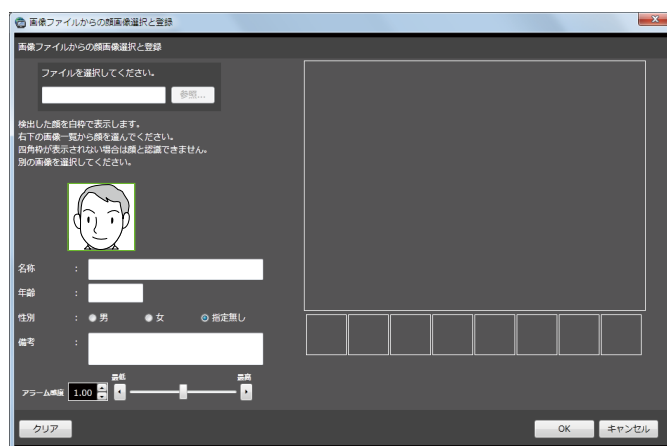 画像ファイルからの顔画像選択と登録
画像ファイルからの顔画像選択と登録
ファイルを選択してください。
参照...
検出した顔を白枠で表示します。
右下の画像一覧から顔を選んでください。
四角枠が表示されない場合は顔と認識できません。
別の画像を選択してください。
名称 :
年齢 :
性別 : 男 女 指定無し
備考 :
最低 最高
アラーム感度 1.00
クリア OK キャンセル